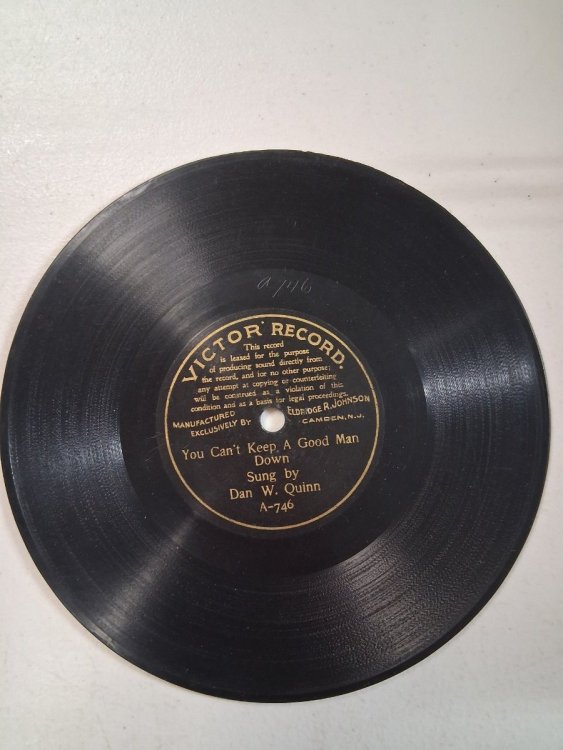 a 746
VICTOR RECORD.
This record
is leased for the purpose
of producing sound directly from
the record, and for no other purpose;
any attempt at copying or counterfeiting
will be construed as a violation of this
condition and as a basis for legal proceedings.
MANUFACTURED ELDRIDGE R. JOHNSON
EXCLUSIVELY BY CAMDEN, N.J.
You Can't Keep A Good Man
Down
Sung by
Dan W. Quinn
A-746